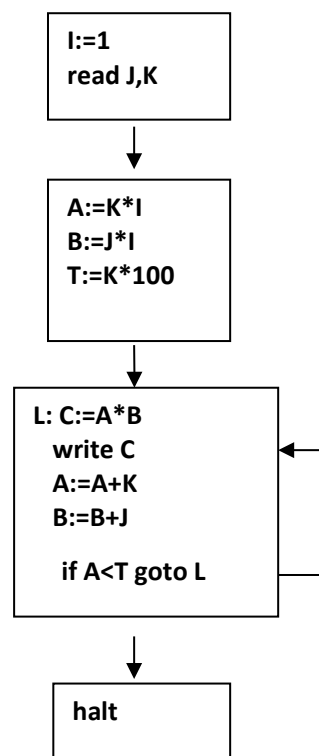 I:=1
read J,K
A:=K*I
B:=J*I
T:=K*100
L: C:=A*B
write C
A:=A+K
B:=B+J
if A<T goto L
halt